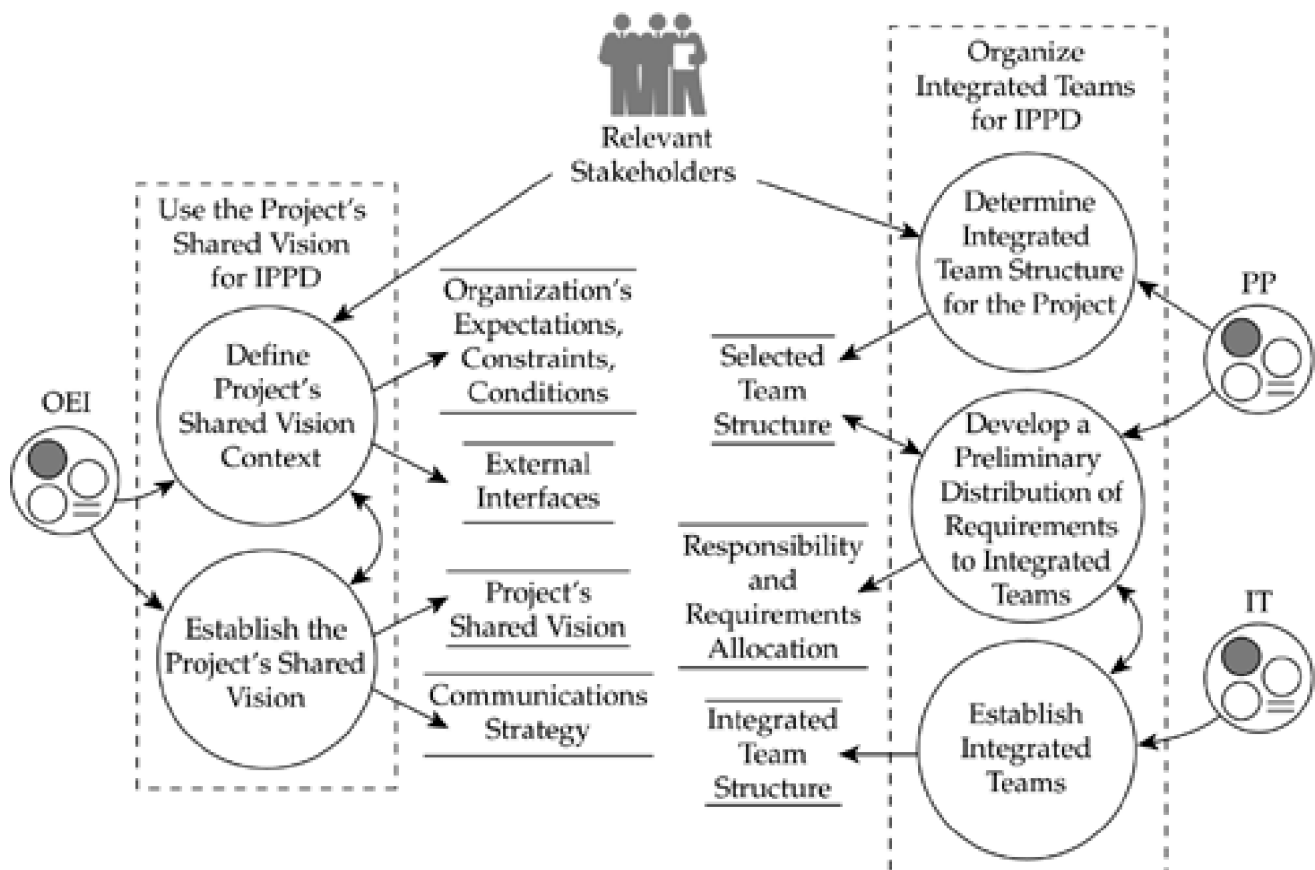 Relevant
Stakeholders
Use the Project's
Shared Vision
for IPPD
Define
Project's
Shared Vision
Context
Establish the
Project's Shared
Vision
OEI
Organization's
Expectations,
Constraints,
Conditions
External
Interfaces
Project's
Shared Vision
Communications
Strategy
Selected
Team
Structure
Responsibility
and
Requirements
Allocation
Integrated
Team
Structure
Organize
Integrated Teams
for IPPD
Determine
Integrated
Team Structure
for the Project
Develop a
Preliminary
Distribution of
Requirements
to Integrated
Teams
Establish
Integrated
Teams
PP
IT